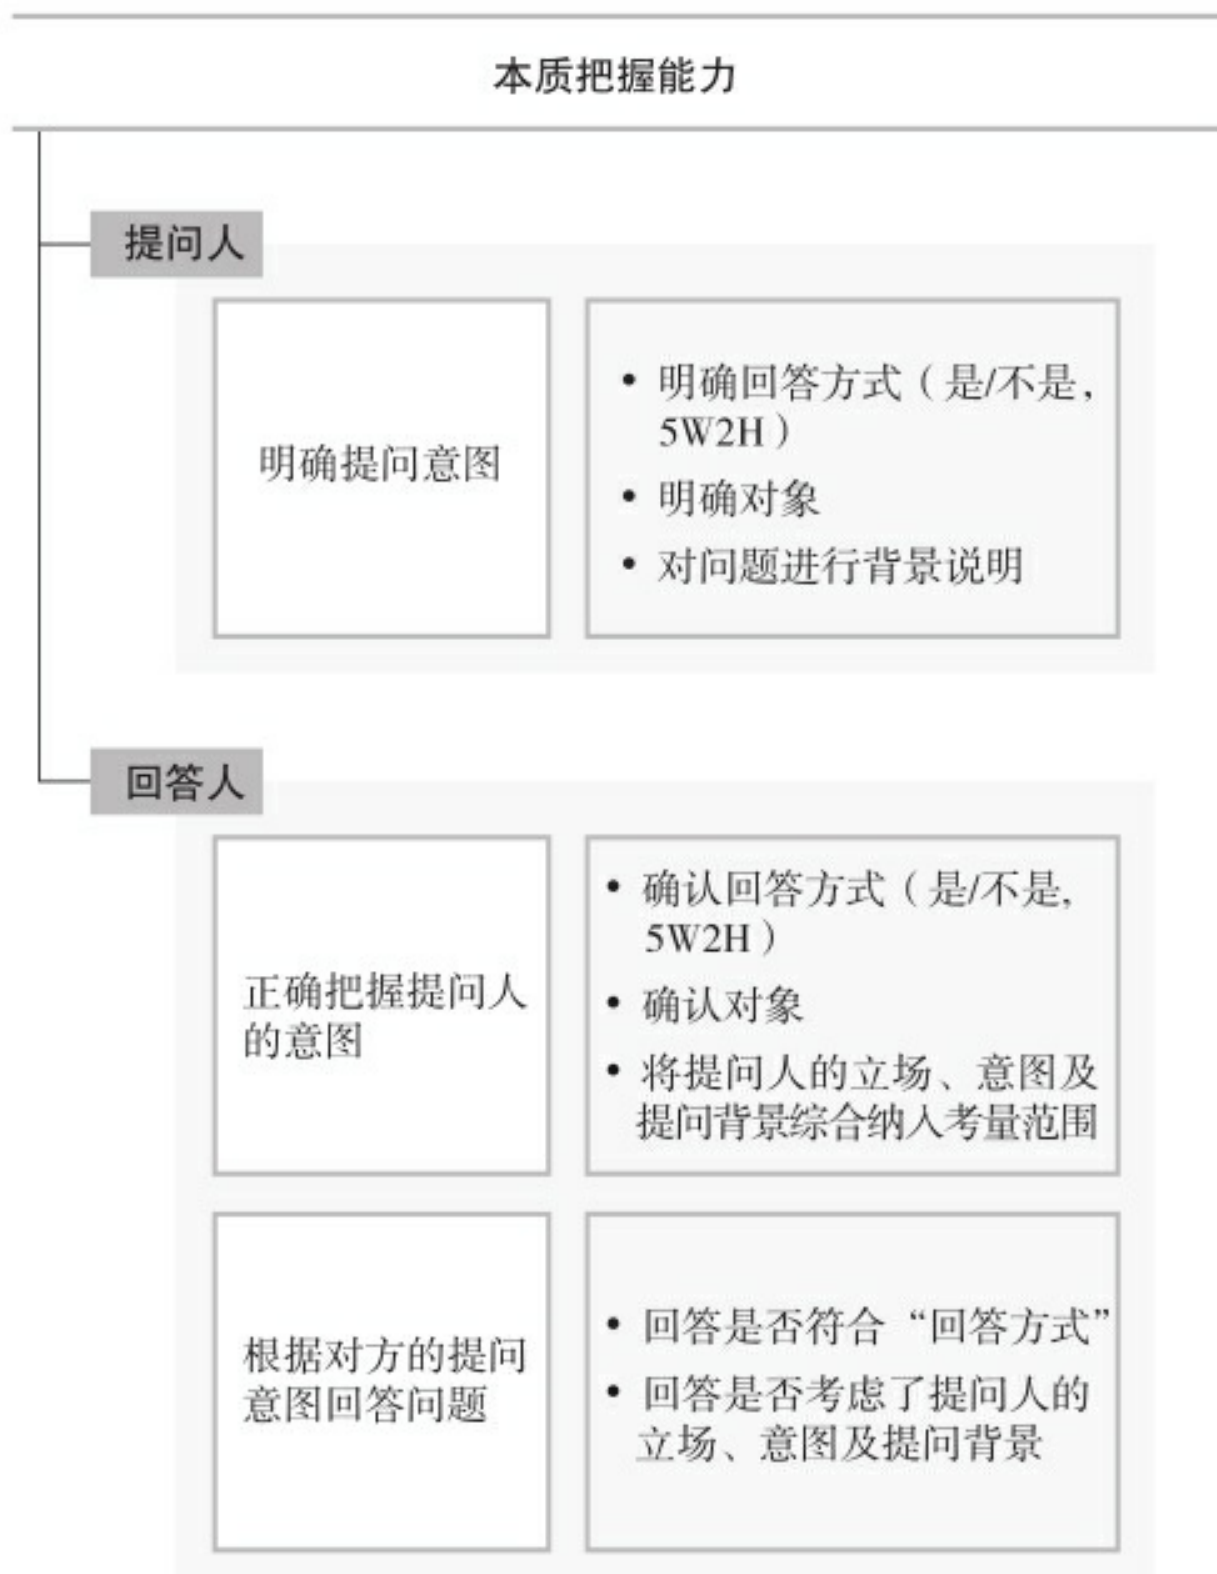 本质把握能力
提问人
明确提问意图
• 明确回答方式（是/不是，
5W2H）
• 明确对象
• 对问题进行背景说明
回答人
正确把握提问人
的意图
• 确认回答方式（是/不是，
5W2H）
• 确认对象
• 将提问人的立场、意图及
提问背景综合纳入考量范围
根据对方的提问
意图回答问题
• 回答是否符合“回答方式”
• 回答是否考虑了提问人的
立场、意图及提问背景